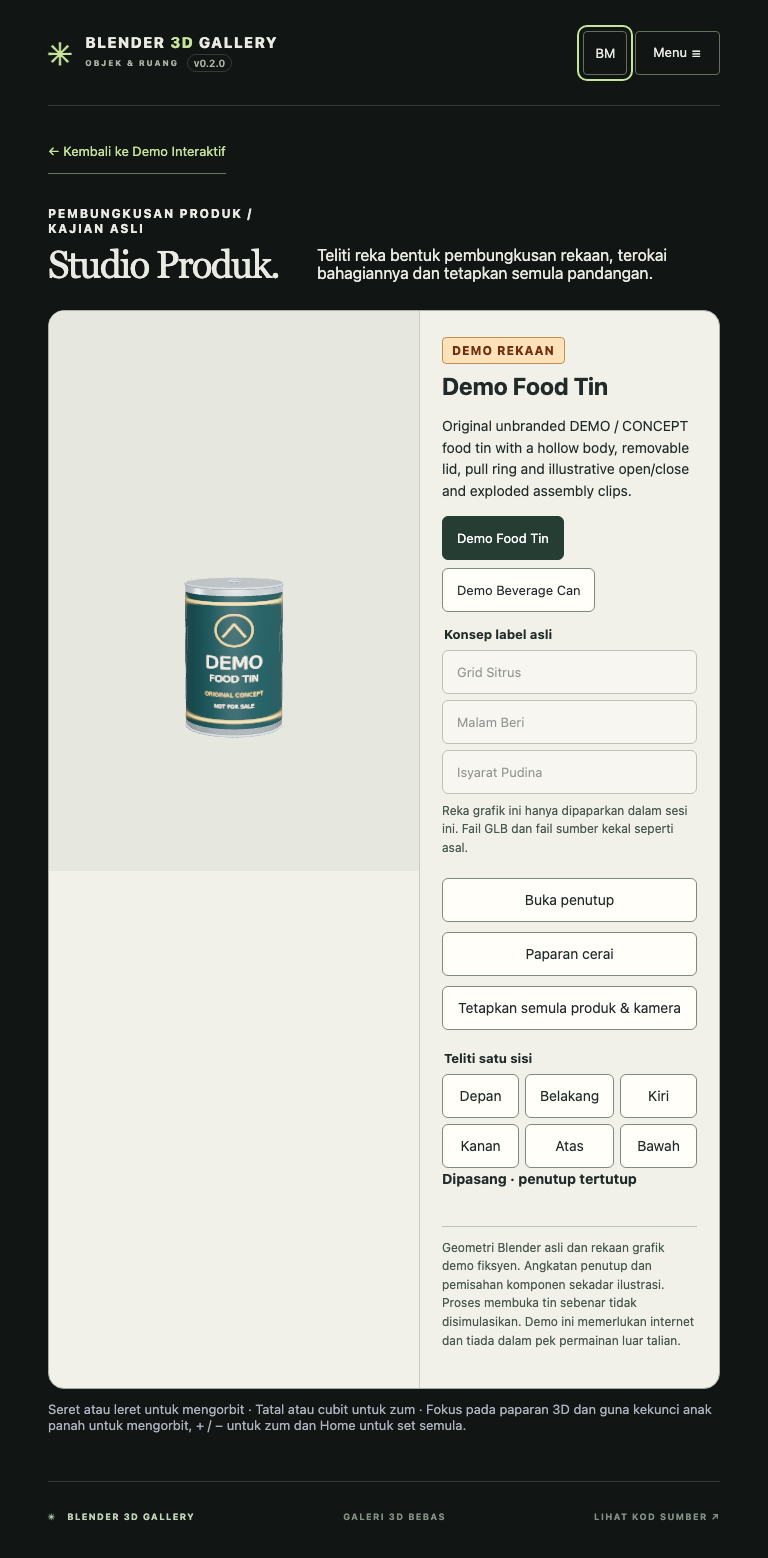 BLENDER 3D GALLERY
OBJEK & RUANG v0.2.0
BM
Menu ≡
← Kembali ke Demo Interaktif
PEMBUNGKUSAN PRODUK /
KAJIAN ASLI
Studio Produk.
Teliti reka bentuk pembungkusan rekaan, terokai
bahagiannya dan tetapkan semula pandangan.
DEMO
FOOD TIN
ORIGINAL CONCEPT
NOT FOR SALE
DEMO REKAAN
Demo Food Tin
Original unbranded DEMO / CONCEPT
food tin with a hollow body, removable
lid, pull ring and illustrative open/close
and exploded assembly clips.
Demo Food Tin
Demo Beverage Can
Konsep label asli
Grid Sitrus
Malam Beri
Isyarat Pudina
Reka grafik ini hanya dipaparkan dalam sesi
ini. Fail GLB dan fail sumber kekal seperti
asal.
Buka penutup
Paparan cerai
Tetapkan semula produk & kamera
Teliti satu sisi
Depan Belakang Kiri
Kanan Atas Bawah
Dipasang · penutup tertutup
Geometri Blender asli dan rekaan grafik
demo fiksyen. Angkatan penutup dan
pemisahan komponen sekadar ilustrasi.
Proses membuka tin sebenar tidak
disimulasikan. Demo ini memerlukan internet
dan tiada dalam pek permainan luar talian.
Seret atau leret untuk mengorbit · Tatal atau cubit untuk zum · Fokus pada paparan 3D dan guna kekunci anak
panah untuk mengorbit, + / − untuk zum dan Home untuk set semula.
BLENDER 3D GALLERY
GALERI 3D BEBAS
LIHAT KOD SUMBER ↗